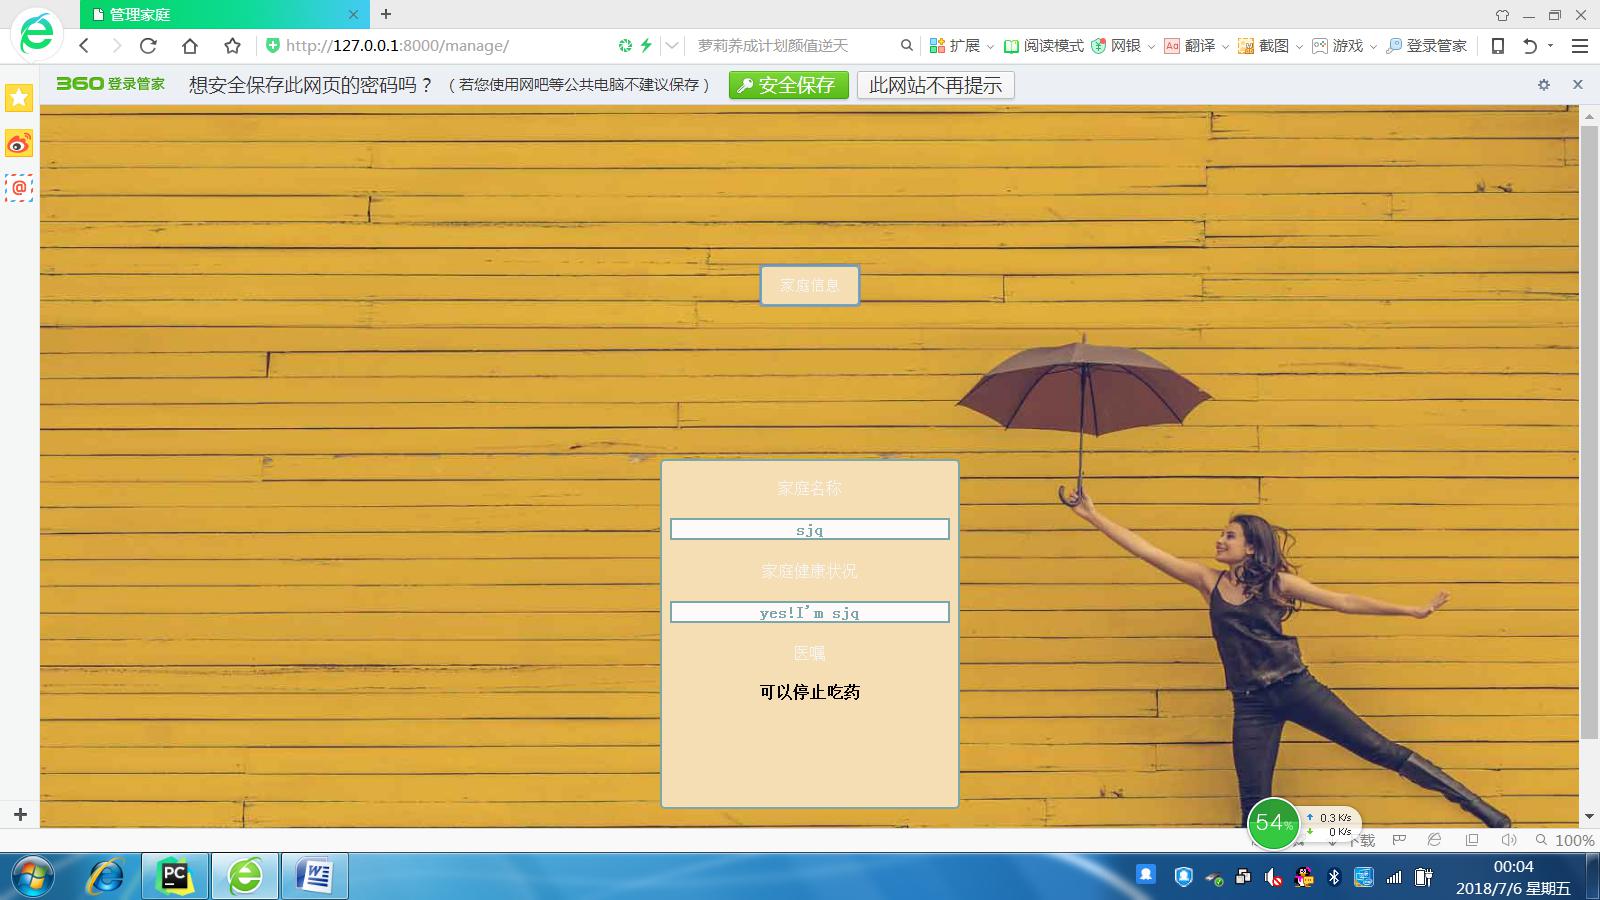 管理家庭
http://127.0.0.1:8000/manage/
萝莉养成计划颜值逆天
扩展
阅读模式
网银
翻译
截图
游戏
登录管家
360登录管家
想安全保存此网页的密码吗？
（若您使用网吧等公共电脑不建议保存）
安全保存
此网站不再提示
家庭信息
家庭名称
sjq
家庭健康状况
yes!I'm sjq
医嘱
可以停止吃药
54%
0.3 K/s
0 K/s
下载
100%
PC
00:04
2018/7/6 星期五